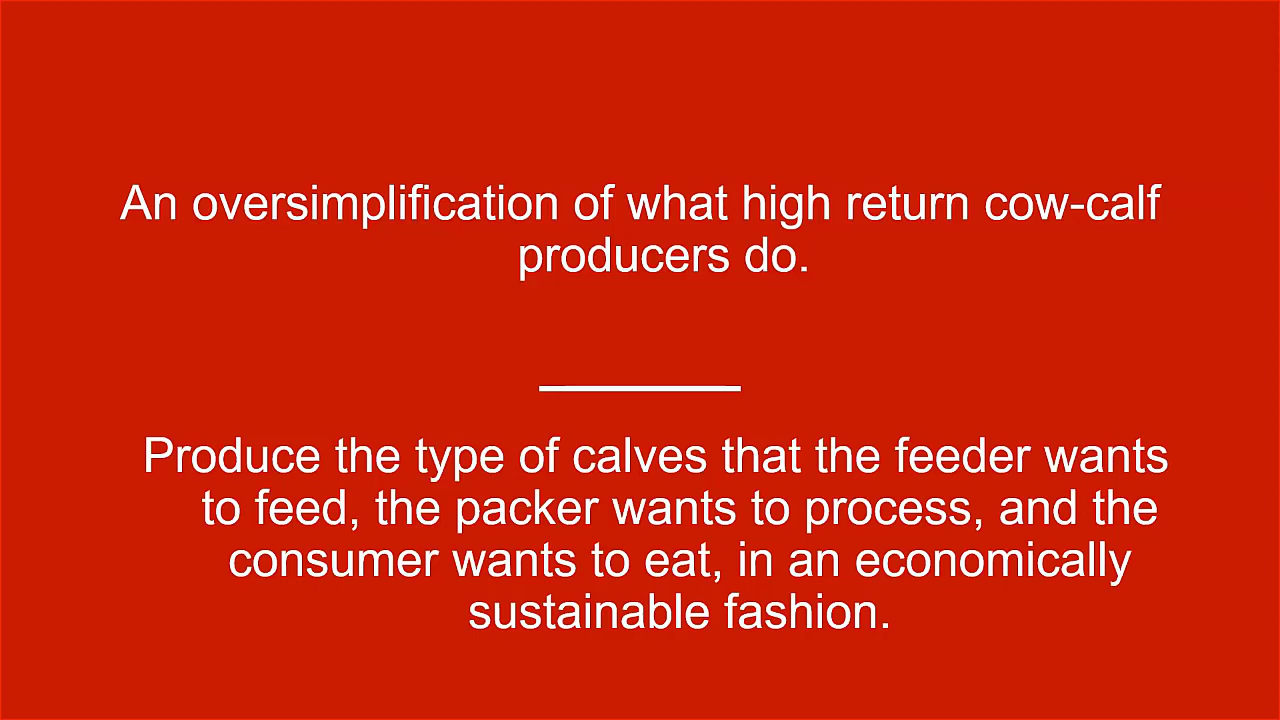 An oversimplification of what high return cow-calf
producers do.
Produce the type of calves that the feeder wants
to feed, the packer wants to process, and the
consumer wants to eat, in an economically
sustainable fashion.